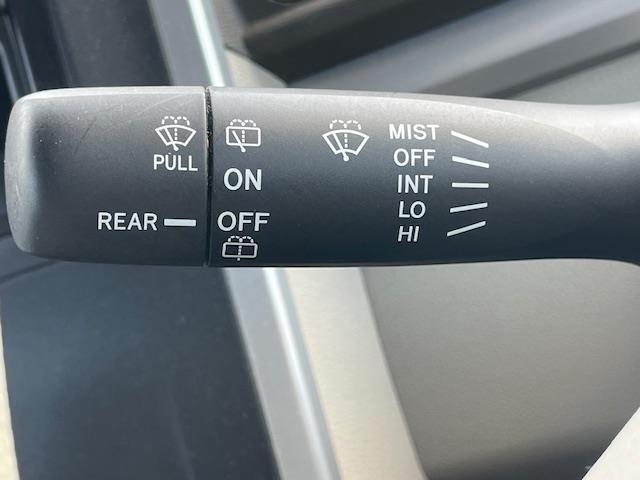 PULL
REAR
ON
OFF
MIST
OFF
INT
LO
HI